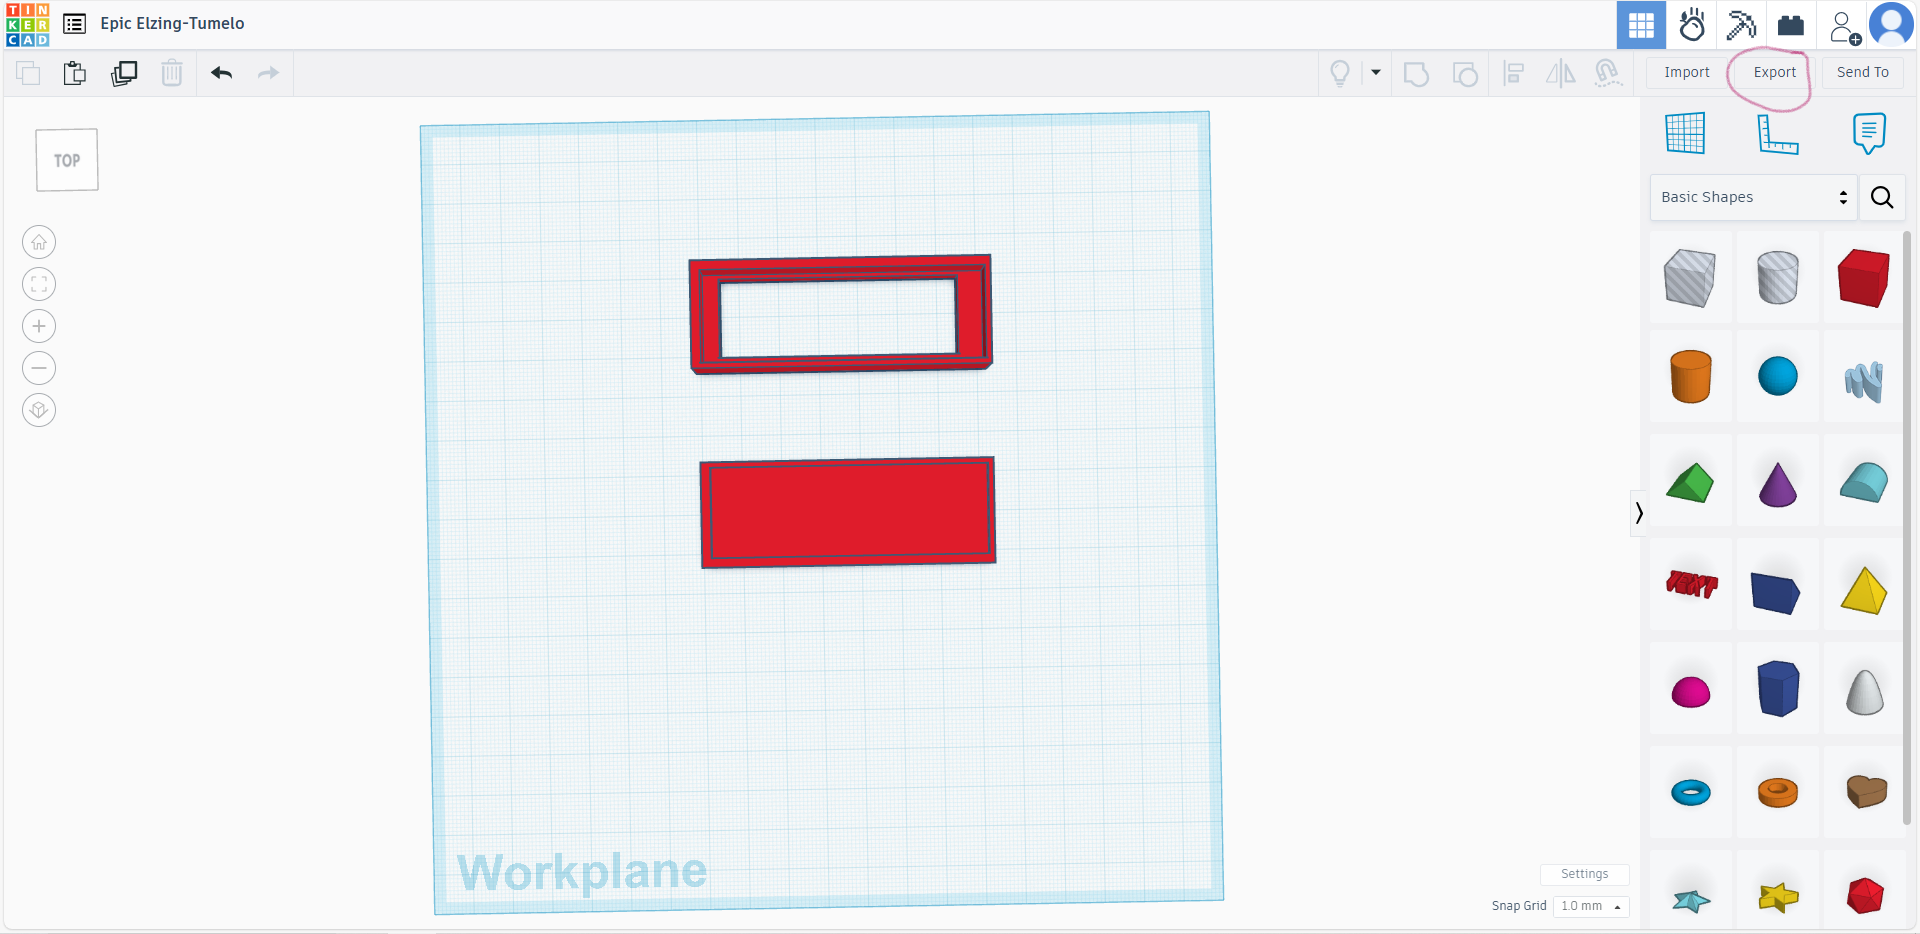 TIN
KER
CAD
Epic Elzing-Tumelo
Import
Export
Send To
TOP
Basic Shapes
TEXT
Workplane
Settings
Snap Grid
1.0 mm